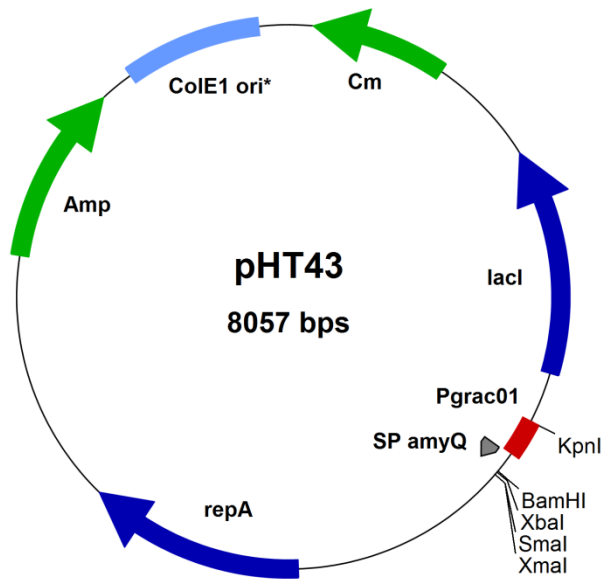 Cm
ColE1 ori*
Amp
lacI
pHT43
8057 bps
Pgrac01
KpnI
SP amyQ
BamHI
XbaI
SmaI
XmaI
repA